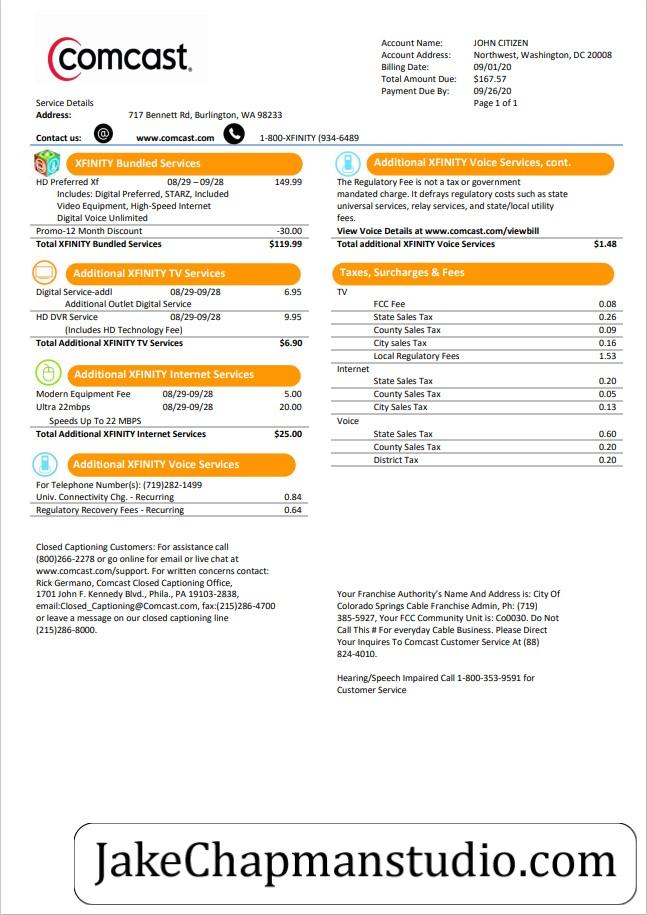 comcast.
Account Name: JOHN CITIZEN
Account Address: Northwest, Washington, DC 20008
Billing Date: 09/01/20
Total Amount Due: $167.57
Payment Due By: 09/26/20
Page 1 of 1
Service Details
Address: 717 Bennett Rd, Burlington, WA 98233
Contact us: @ www.comcast.com 1-800-XFINITY (934-6489
XFINITY Bundled Services
HD Preferred Xf 08/29 – 09/28 149.99
Includes: Digital Preferred, STARZ, Included
Video Equipment, High-Speed Internet
Digital Voice Unlimited
Promo-12 Month Discount -30.00
Total XFINITY Bundled Services $119.99
Additional XFINITY TV Services
Digital Service-addl 08/29-09/28 6.95
Additional Outlet Digital Service
HD DVR Service 08/29-09/28 9.95
(Includes HD Technology Fee)
Total Additional XFINITY TV services $6.90
Additional XFINITY Internet Services
Modern Equipment Fee 08/29-09/28 5.00
Ultra 22mbps 08/29-09/28 20.00
Speeds Up To 22 MBPS
Total Additional XFINITY Internet Services $25.00
Additional XFINITY Voice Services
For Telephone Number(s): (719)282-1499
Univ. Connectivity Chg. - Recurring 0.84
Regulatory Recovery Fees - Recurring 0.64
Closed Captioning Customers: For assistance call
(800)266-2278 or go online for email or live chat at
www.comcast.com/support. For written concerns contact:
Rick Germano, Comcast Closed Captioning Office,
1701 John F. Kennedy Blvd., Phila., PA 19103-2838,
email:Closed_Captioning@Comcast.com, fax:(215)286-4700
or leave a message on our closed captioning line
(215)286-8000.
Additional XFINITY Voice Services, cont.
The Regulatory Fee is not a tax or government
mandated charge. It defrays regulatory costs such as state
universal services, relay services, and state/local utility
fees.
View Voice Details at www.comcast.com/viewbill
Total additional XFINITY Voice Services $1.48
Taxes, Surcharges & Fees
TV
FCC Fee 0.08
State Sales Tax 0.26
County Sales Tax 0.09
City sales Tax 0.16
Local Regulatory Fees 1.53
Internet
State Sales Tax 0.20
County Sales Tax 0.05
City Sales Tax 0.13
Voice
State Sales Tax 0.60
County Sales Tax 0.20
District Tax 0.20
Your Franchise Authority's Name And Address is: City Of
Colorado Springs Cable Franchise Admin, Ph: (719)
385-5927, Your FCC Community Unit is: Co0030. Do Not
Call This # For everyday Cable Business. Please Direct
Your Inquires To Comcast Customer Service At (88)
824-4010.
Hearing/Speech Impaired Call 1-800-353-9591 for
Customer Service
JakeChapmanstudio.com